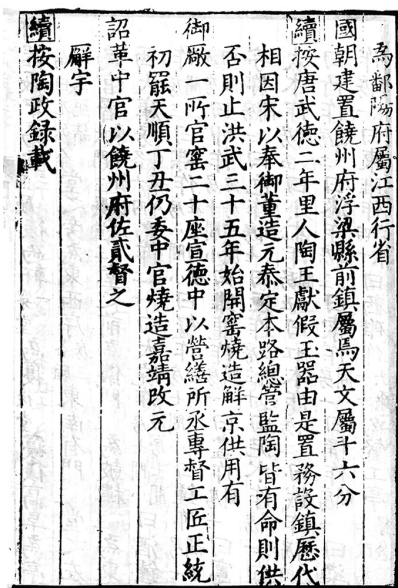 爲鄱陽府屬江西行省
國朝建置饒州府浮梁縣前鎮屬焉天文屬斗六分
續按唐武德二年里人陶王獻假玉器由是置務設鎮歷代
相因宋以奉御董造元泰定本路總管監陶皆有命則供
否則止洪武三十五年始開窑燒造解京供用有
御厰一所官窑二十座宣德中以營繕所丞專督工匠正統
初罷天順丁丑仍委中官燒造嘉靖改元
詔革中官以饒州府佐貳督之
廨宇
續按陶政録載